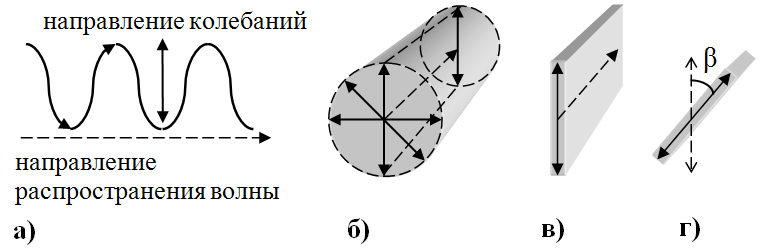 направление колебаний
β
направление
распространения волны
а)
б)
в)
г)